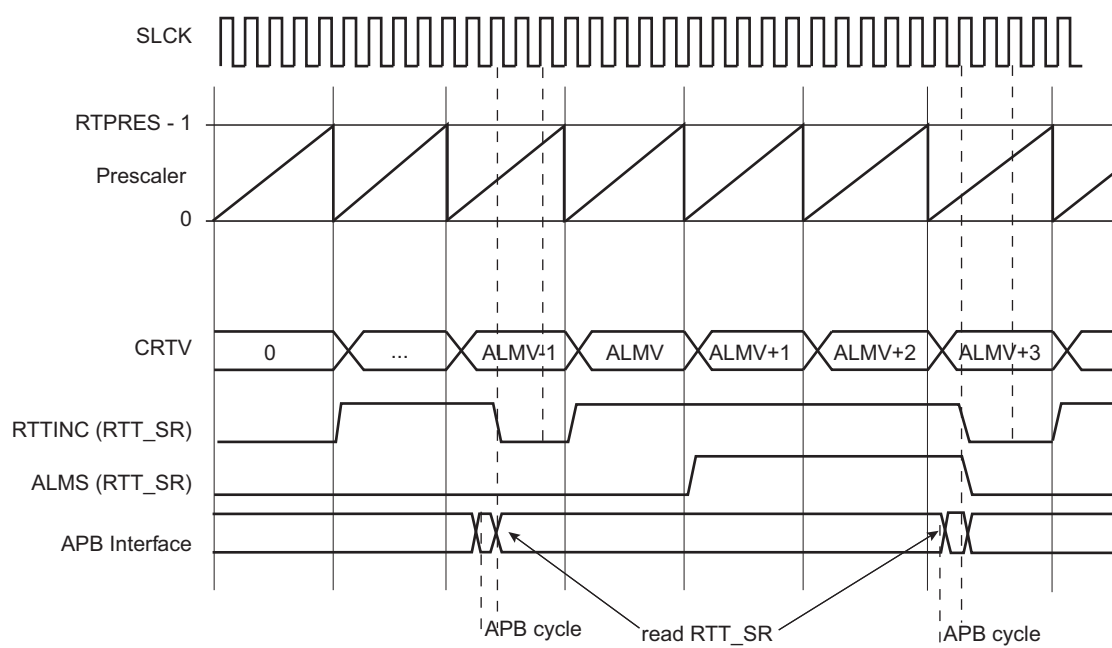 SLCK
RTPRES - 1
Prescaler
0
CRTV
0
...
ALMV-1
ALMV
ALMV+1
ALMV+2
ALMV+3
RTTINC (RTT_SR)
ALMS (RTT_SR)
APB Interface
APB cycle
read RTT_SR
APB cycle